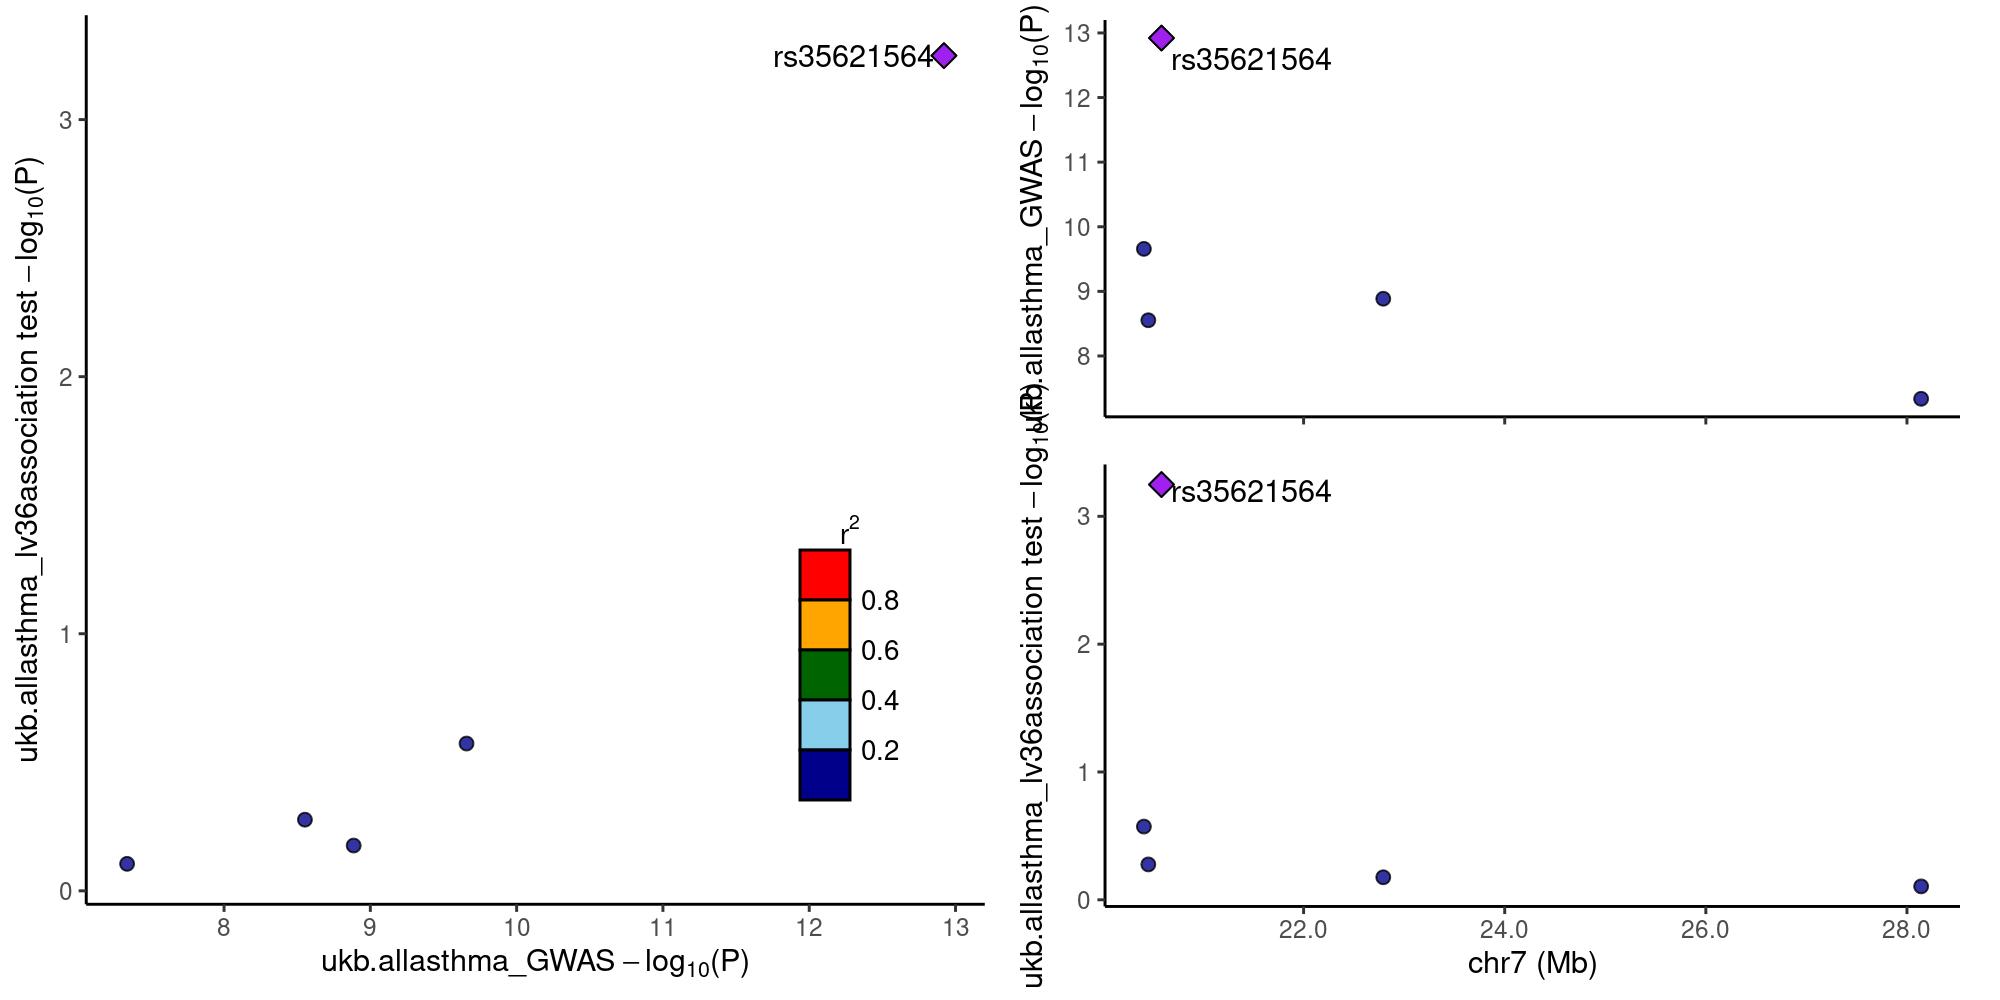 ukb.allasthma_lv36association test −log10(P)
3
2
1
0
rs35621564
r2
0.8
0.6
0.4
0.2
8 9 10 11 12 13
ukb.allasthma_GWAS −log10(P)
ukb.allasthma_GWAS −log10(P)
13
12
11
10
9
8
rs35621564
ukb.allasthma_lv36association test −log10(P)
3
2
1
0
rs35621564
22.0 24.0 26.0 28.0
chr7 (Mb)